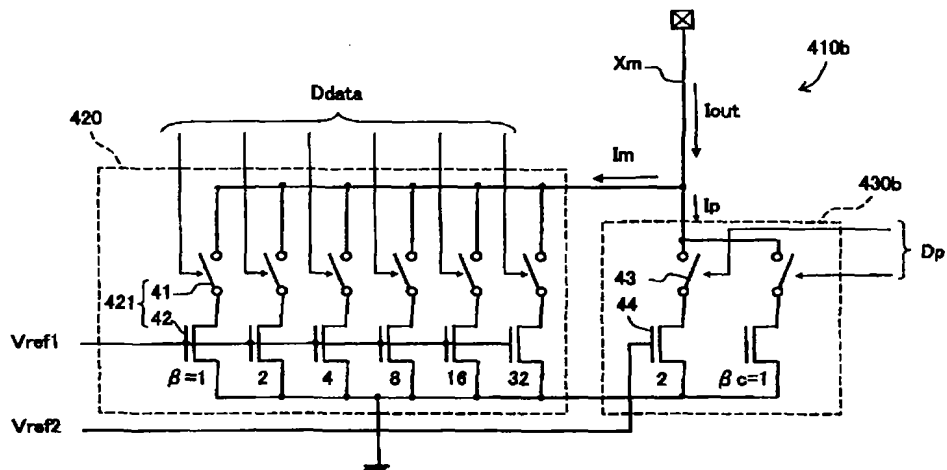 410b
Xm
Iout
Ddata
420
Im
Ip
430b
Dp
421 { 41
42
43
44
Vref1
β=1 2 4 8 16 32
2 βc=1
Vref2